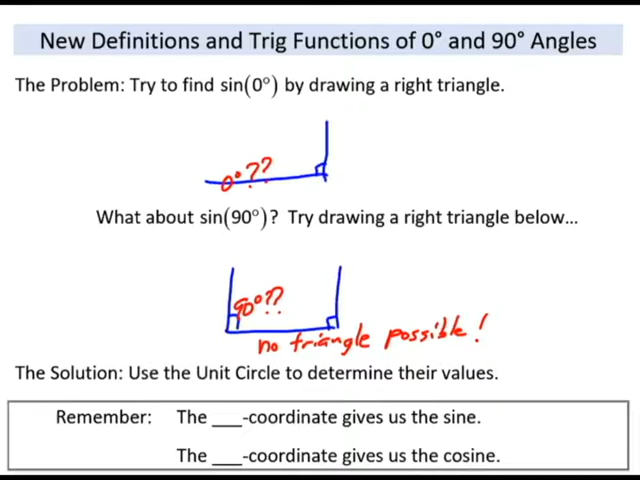 New Definitions and Trig Functions of 0° and 90° Angles
The Problem: Try to find sin(0°) by drawing a right triangle.
0°??
What about sin(90°)? Try drawing a right triangle below...
90°??
no triangle possible!
The Solution: Use the Unit Circle to determine their values.
Remember: The ___-coordinate gives us the sine.
The ___-coordinate gives us the cosine.